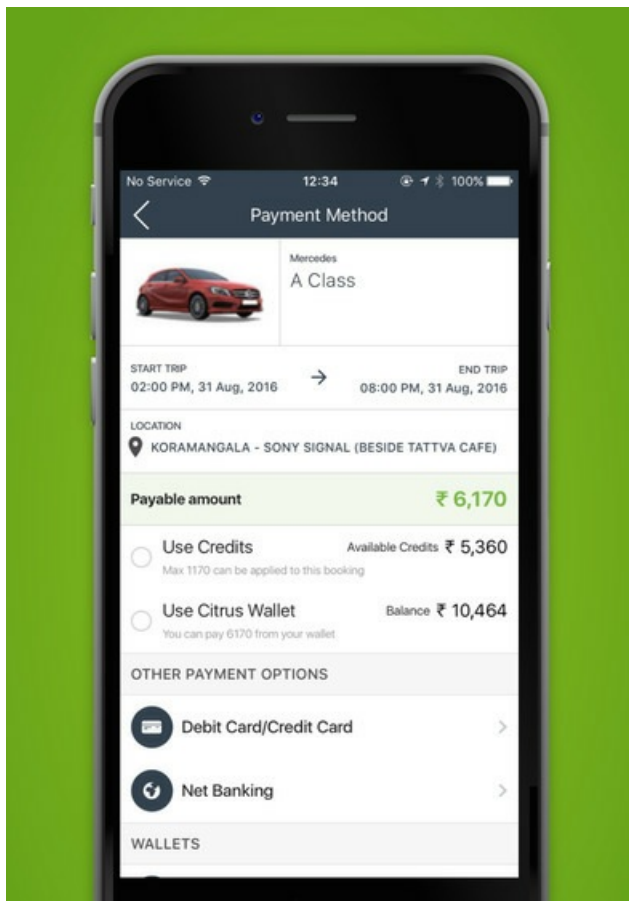 No Service 12:34 100%
Payment Method
Mercedes
A Class
START TRIP END TRIP
02:00 PM, 31 Aug, 2016 → 08:00 PM, 31 Aug, 2016
LOCATION
KORAMANGALA - SONY SIGNAL (BESIDE TATTVA CAFE)
Payable amount ₹ 6,170
Use Credits Available Credits ₹ 5,360
Max 1170 can be applied to this booking
Use Citrus Wallet Balance ₹ 10,464
You can pay 6170 from your wallet
OTHER PAYMENT OPTIONS
Debit Card/Credit Card
Net Banking
WALLETS